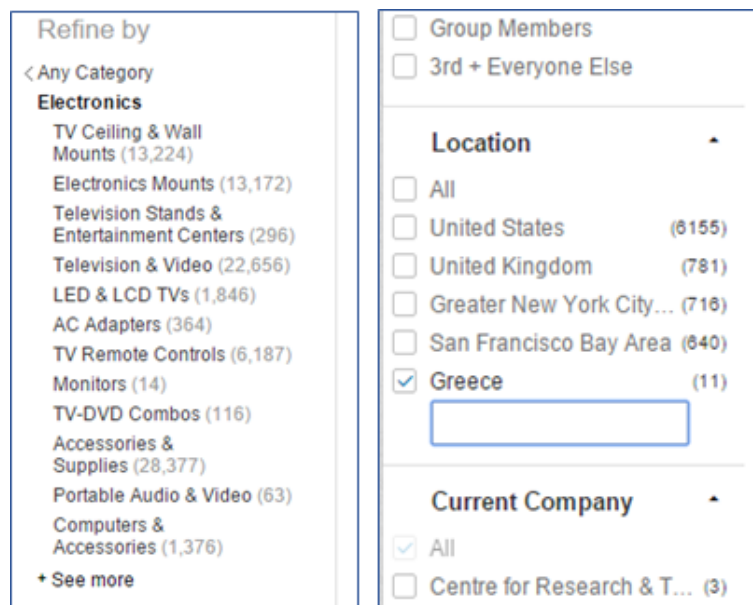 Refine by
< Any Category
Electronics
TV Ceiling & Wall
Mounts (13,224)
Electronics Mounts (13,172)
Television Stands &
Entertainment Centers (296)
Television & Video (22,656)
LED & LCD TVs (1,846)
AC Adapters (364)
TV Remote Controls (6,187)
Monitors (14)
TV-DVD Combos (116)
Accessories &
Supplies (28,377)
Portable Audio & Video (63)
Computers &
Accessories (1,376)
+ See more
Group Members
3rd + Everyone Else
Location
All
United States (6155)
United Kingdom (781)
Greater New York City... (716)
San Francisco Bay Area (640)
Greece (11)
Current Company
All
Centre for Research & T... (3)